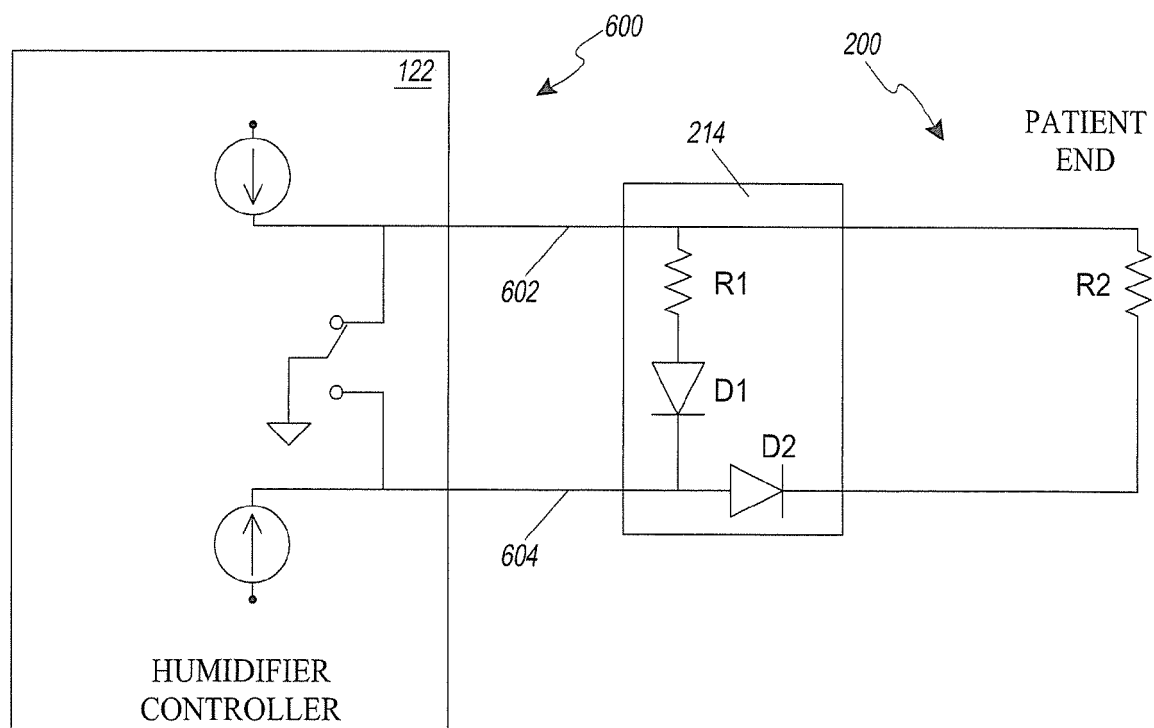 600
200
122
214
PATIENT
END
602
R1
R2
D1
D2
604
HUMIDIFIER
CONTROLLER